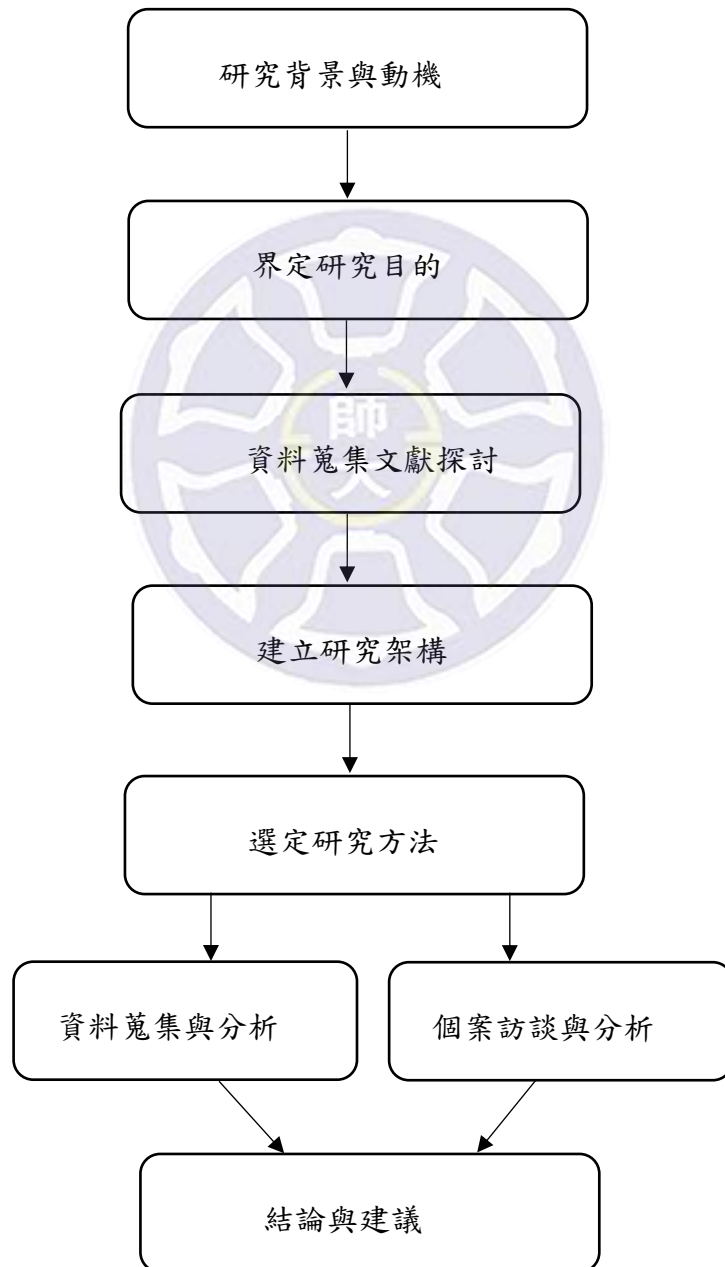 研究背景與動機
界定研究目的
師大
資料蒐集文獻探討
建立研究架構
選定研究方法
資料蒐集與分析
個案訪談與分析
結論與建議